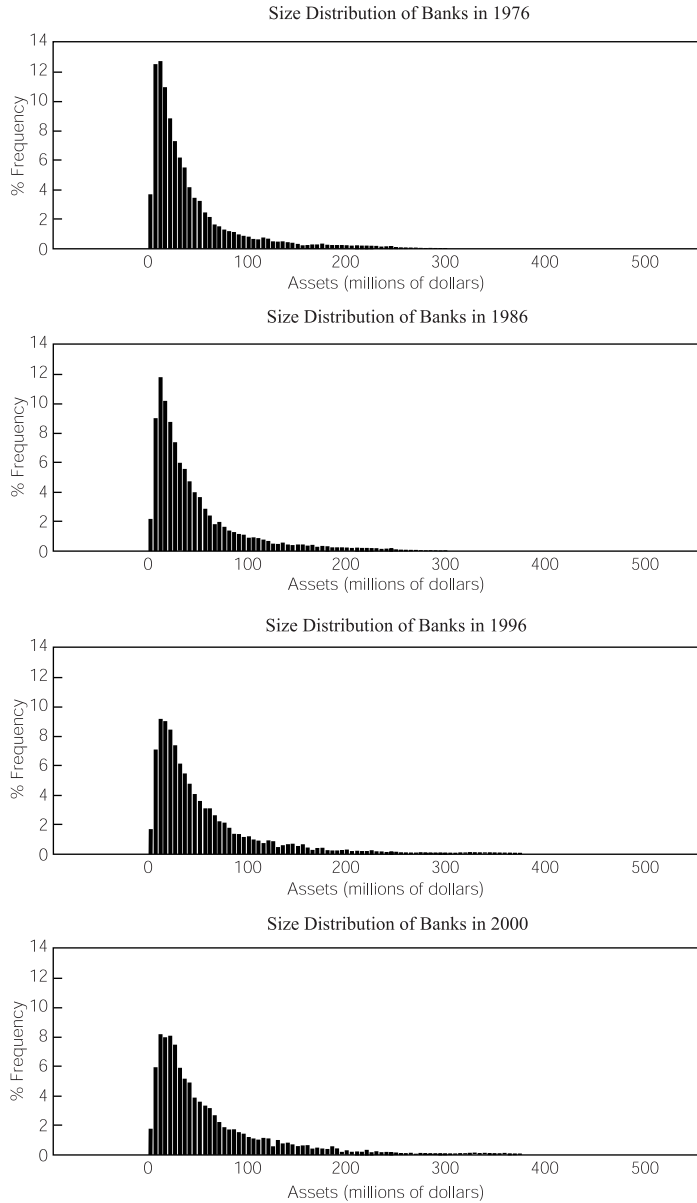 Size Distribution of Banks in 1976
% Frequency
14
12
10
8
6
4
2
0
0 100 200 300 400 500
Assets (millions of dollars)
Size Distribution of Banks in 1986
% Frequency
14
12
10
8
6
4
2
0
0 100 200 300 400 500
Assets (millions of dollars)
Size Distribution of Banks in 1996
% Frequency
14
12
10
8
6
4
2
0
0 100 200 300 400 500
Assets (millions of dollars)
Size Distribution of Banks in 2000
% Frequency
14
12
10
8
6
4
2
0
0 100 200 300 400 500
Assets (millions of dollars)